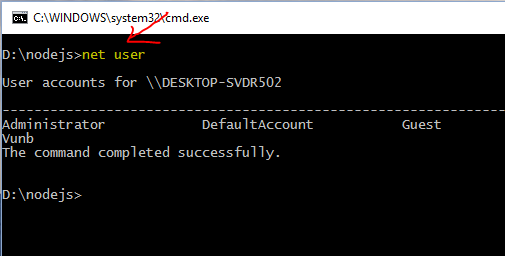 C:\WINDOWS\system32\cmd.exe
D:\nodejs>net user
User accounts for \\DESKTOP-SVDR502
-------------------------------------------------------------------------------
Administrator DefaultAccount Guest
Vunb
The command completed successfully.
D:\nodejs>